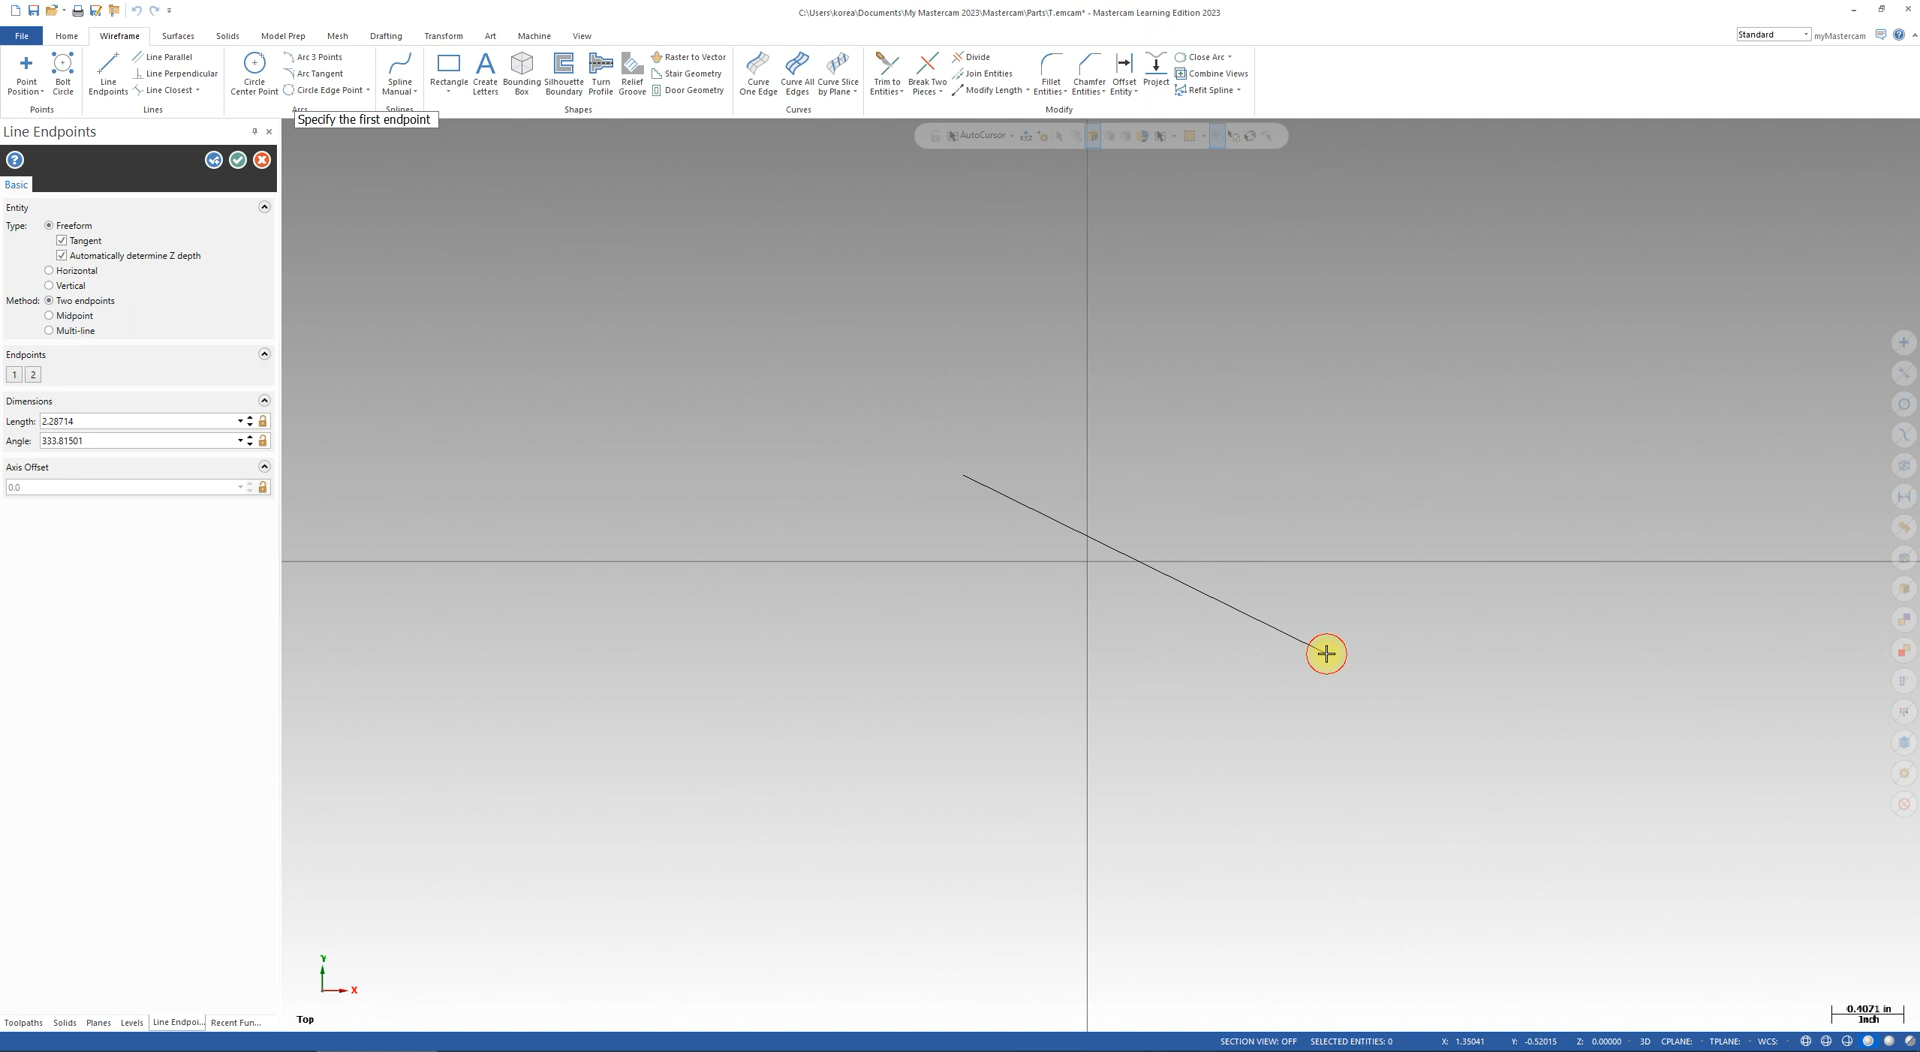 C:\Users\korea\Documents\My Mastercam 2023\Mastercam\Parts\T.emcam* - Mastercam Learning Edition 2023
File Home Wireframe Surfaces Solids Model Prep Mesh Drafting Transform Art Machine View
Standard myMastercam
Point Position
Bolt Circle
Points
Line Endpoints
Line Parallel
Line Perpendicular
Line Closest
Lines
Circle Center Point
Arc 3 Points
Arc Tangent
Circle Edge Point
Arcs
Spline Manual
Splines
Rectangle
Create Letters
Bounding Box
Silhouette Boundary
Turn Profile
Relief Groove
Raster to Vector
Stair Geometry
Door Geometry
Shapes
Curve One Edge
Curve All Edges
Curve Slice by Plane
Curves
Trim to Entities
Break Two Pieces
Divide
Join Entities
Modify Length
Fillet Entities
Chamfer Entities
Offset Entity
Project
Close Arc
Combine Views
Refit Spline
Modify
Specify the first endpoint
AutoCursor
Line Endpoints
Basic
Entity
Type: Freeform
Tangent
Automatically determine Z depth
Horizontal
Vertical
Method: Two endpoints
Midpoint
Multi-line
Endpoints
1 2
Dimensions
Length: 2.28714
Angle: 333.81501
Axis Offset
0.0
Y
X
Top
0.4071 in
Inch
Toolpaths Solids Planes Levels Line Endpoi... Recent Fun...
SECTION VIEW: OFF SELECTED ENTITIES: 0 X: 1.35041 Y: -0.52015 Z: 0.00000 3D CPLANE: TPLANE: WCS: